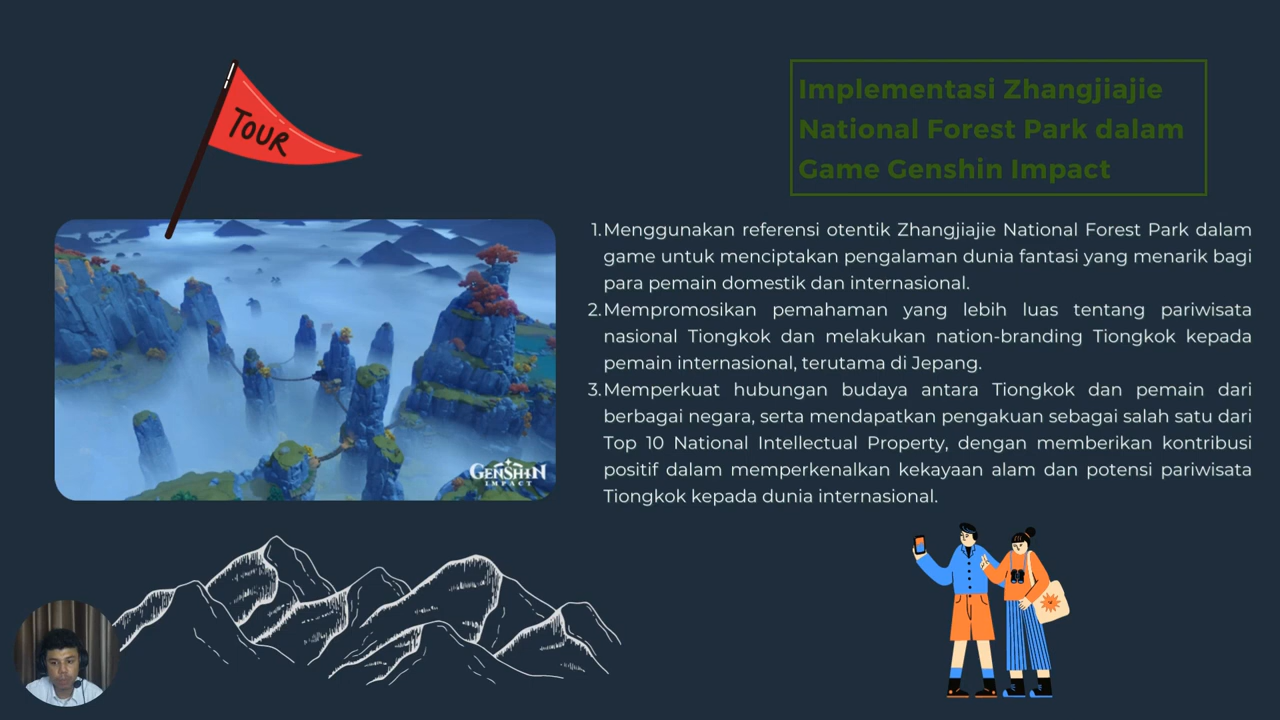 TOUR
Implementasi Zhangjiajie
National Forest Park dalam
Game Genshin Impact
1. Menggunakan referensi otentik Zhangjiajie National Forest Park dalam
game untuk menciptakan pengalaman dunia fantasi yang menarik bagi
para pemain domestik dan internasional.
2. Mempromosikan pemahaman yang lebih luas tentang pariwisata
nasional Tiongkok dan melakukan nation-branding Tiongkok kepada
pemain internasional, terutama di Jepang.
3. Memperkuat hubungan budaya antara Tiongkok dan pemain dari
berbagai negara, serta mendapatkan pengakuan sebagai salah satu dari
Top 10 National Intellectual Property, dengan memberikan kontribusi
positif dalam memperkenalkan kekayaan alam dan potensi pariwisata
Tiongkok kepada dunia internasional.
GENSHIN
IMPACT